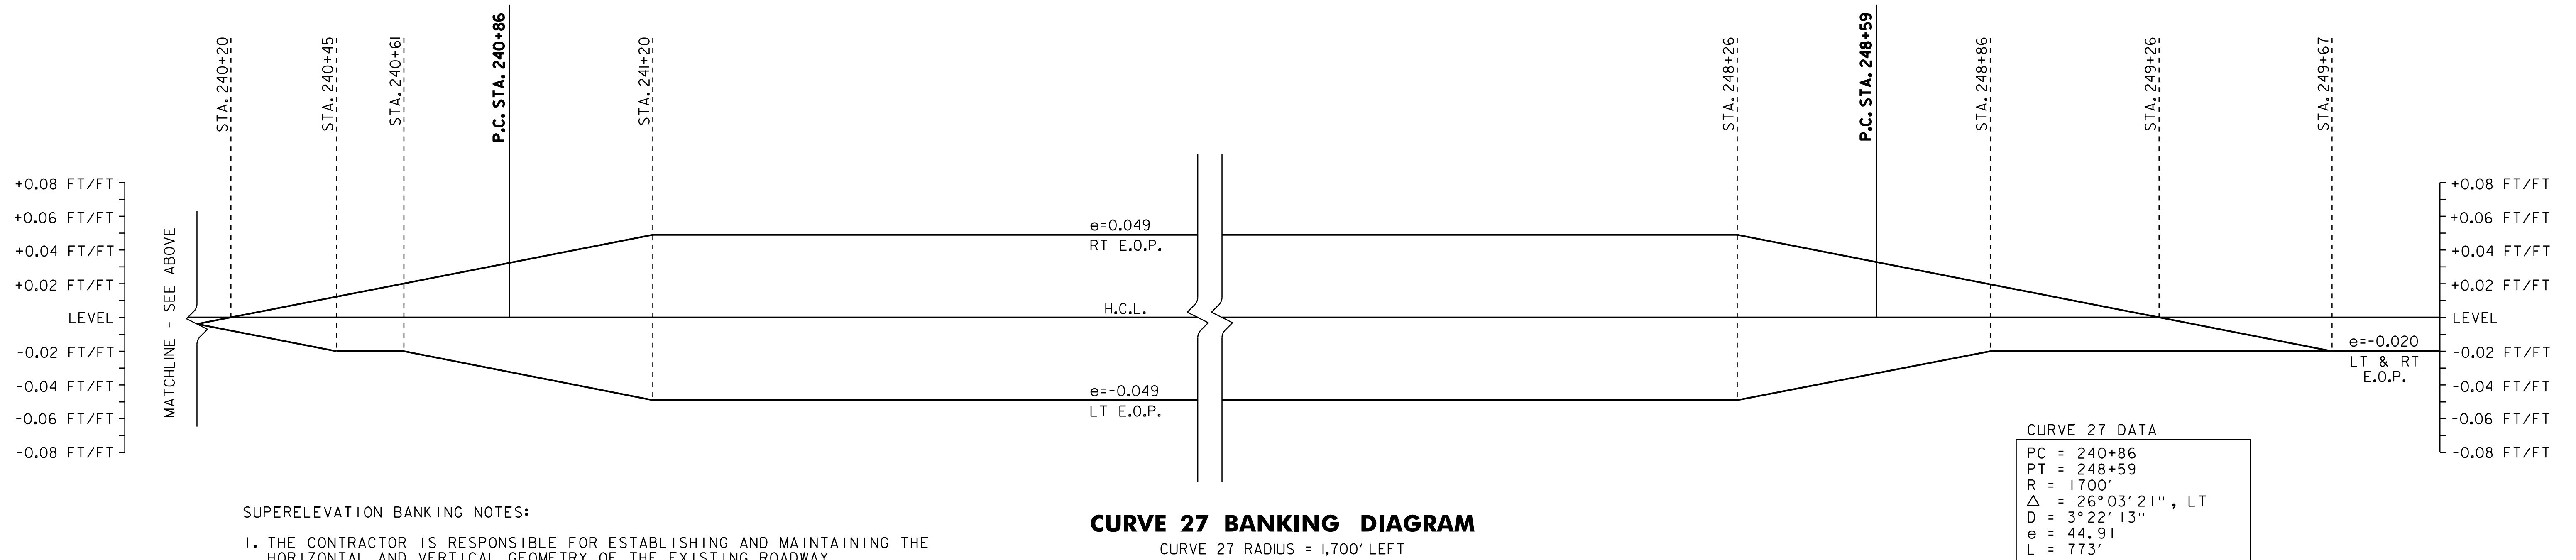 STA. 240+20
STA. 240+45
STA. 240+61
P.C. STA. 240+86
STA. 241+20
STA. 248+26
P.C. STA. 248+59
STA. 248+86
STA. 249+26
STA. 249+67
+0.08 FT/FT
+0.06 FT/FT
+0.04 FT/FT
+0.02 FT/FT
LEVEL
-0.02 FT/FT
-0.04 FT/FT
-0.06 FT/FT
-0.08 FT/FT
MATCHLINE - SEE ABOVE
e=0.049
RT E.O.P.
H.C.L.
e=-0.049
LT E.O.P.
e=-0.020
LT & RT
E.O.P.
+0.08 FT/FT
+0.06 FT/FT
+0.04 FT/FT
+0.02 FT/FT
LEVEL
-0.02 FT/FT
-0.04 FT/FT
-0.06 FT/FT
-0.08 FT/FT
CURVE 27 DATA
PC = 240+86
PT = 248+59
R = 1700'
△ = 26°03'21", LT
D = 3°22'13"
e = 44.91
L = 773'
SUPERELEVATION BANKING NOTES:
1. THE CONTRACTOR IS RESPONSIBLE FOR ESTABLISHING AND MAINTAINING THE
HORIZONTAL AND VERTICAL GEOMETRY OF THE EXISTING ROADWAY
CURVE 27 BANKING DIAGRAM
CURVE 27 RADIUS = 1,700' LEFT